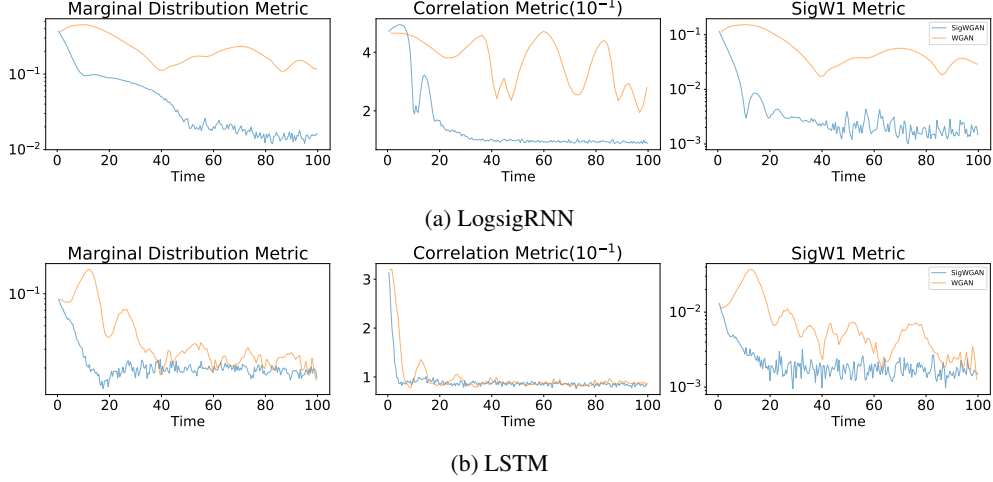 Marginal Distribution Metric
10⁻¹
10⁻²
0 20 40 60 80 100
Time
Correlation Metric(10⁻¹)
4
2
0 20 40 60 80 100
Time
SigW1 Metric
SigWGAN
WGAN
10⁻¹
10⁻²
10⁻³
0 20 40 60 80 100
Time
(a) LogsigRNN
Marginal Distribution Metric
10⁻¹
0 20 40 60 80 100
Time
Correlation Metric(10⁻¹)
3
2
1
0 20 40 60 80 100
Time
SigW1 Metric
SigWGAN
WGAN
10⁻²
10⁻³
0 20 40 60 80 100
Time
(b) LSTM